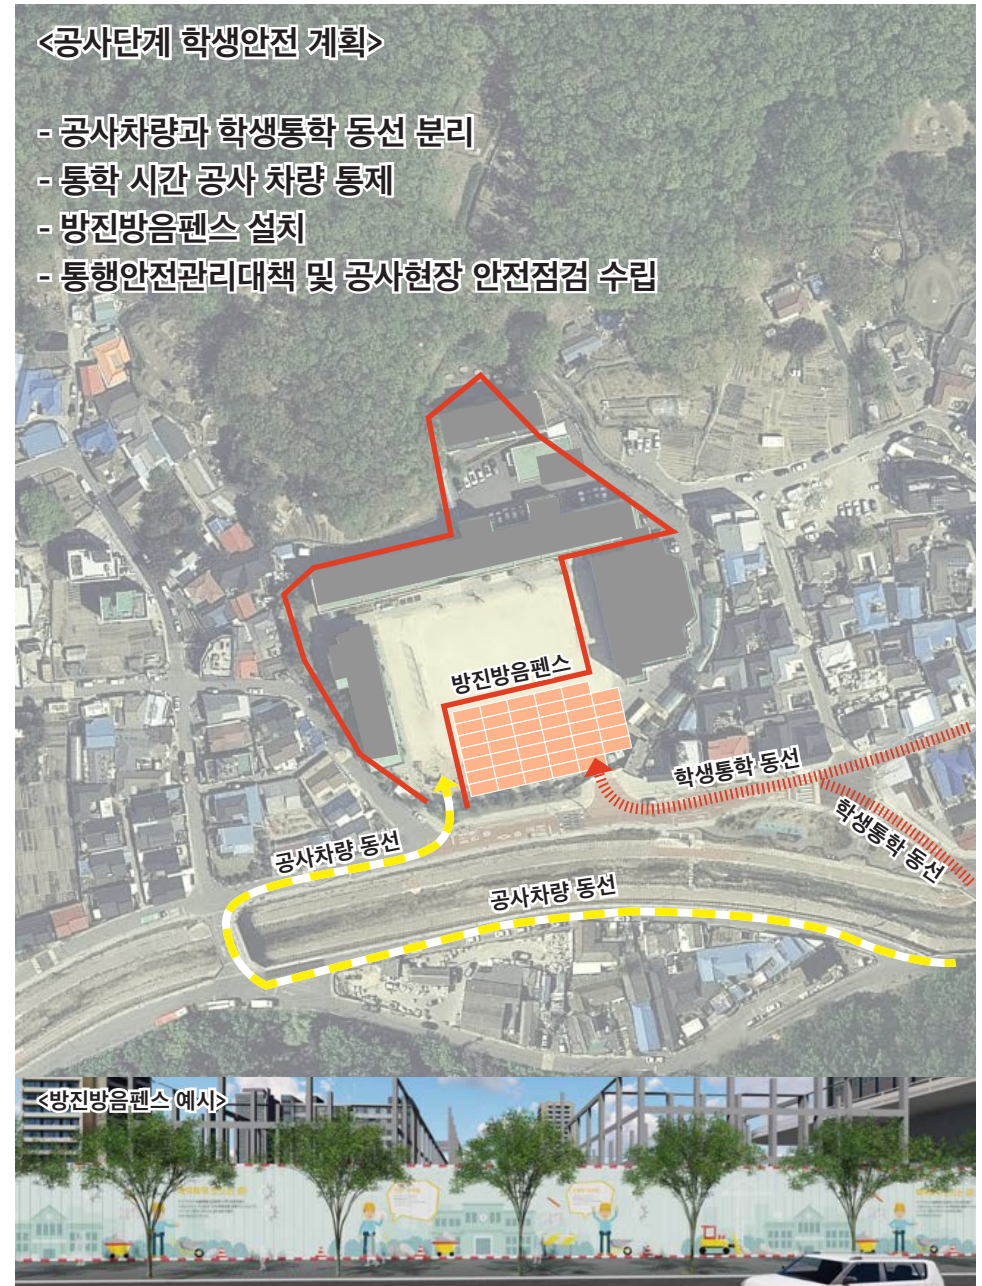 <공사단계 학생안전 계획>
- 공사차량과 학생통학 동선 분리
- 통학 시간 공사 차량 통제
- 방진방음펜스 설치
- 통행안전관리대책 및 공사현장 안전점검 수립
방진방음펜스
학생통학 동선
학생통학 동선
공사차량 동선
공사차량 동선
<방진방음펜스 예시>